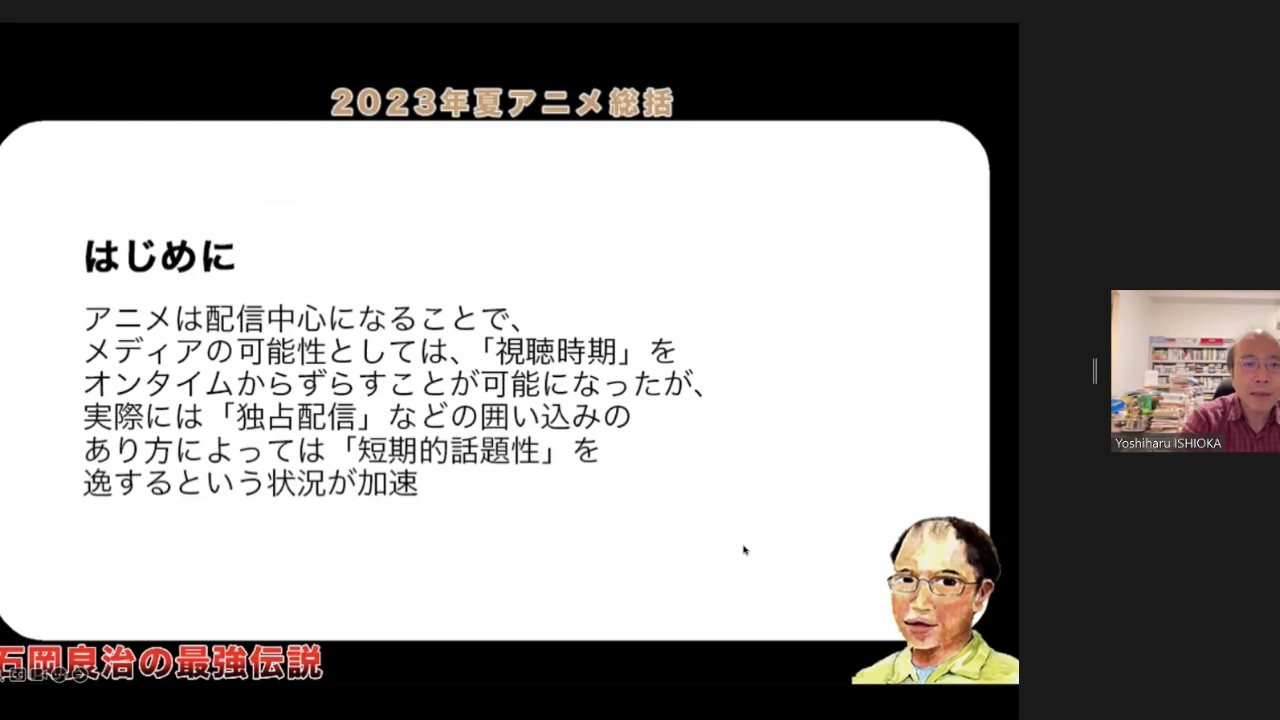 2023年夏アニメ総括
はじめに
アニメは配信中心になることで、
メディアの可能性としては、「視聴時期」を
オンタイムからずらすことが可能になったが、
実際には「独占配信」などの囲い込みの
あり方によっては「短期的話題性」を
逸するという状況が加速
石岡良治の最強伝説
Yoshiharu ISHIOKA